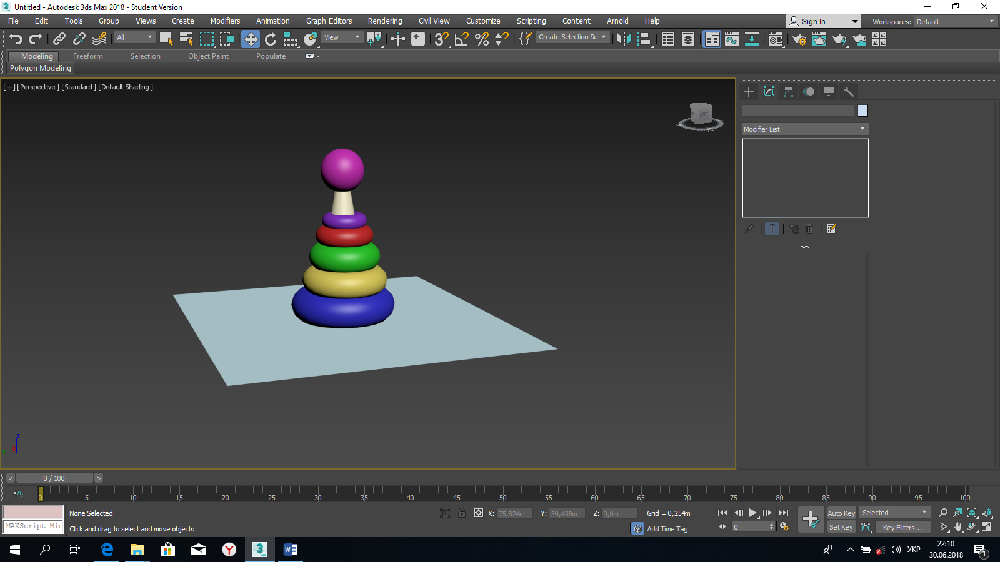 Untitled - Autodesk 3ds Max 2018 - Student Version
File Edit Tools Group Views Create Modifiers Animation Graph Editors Rendering Civil View Customize Scripting Content Arnold Help Sign In Workspaces: Default
All View Create Selection Se
Modeling Freeform Selection Object Paint Populate
Polygon Modeling
[+] [Perspective] [Standard] [Default Shading]
LEFT
Modifier List
z
0 / 100
0 5 10 15 20 25 30 35 40 45 50 55 60 65 70 75 80 85 90 95 100
None Selected X: 75,824m Y: 39,438m Z: 0,0m Grid = 0,254m Auto Key Selected
MAXScript Mi Click and drag to select and move objects Add Time Tag 0 Set Key Key Filters...
УКР 22:10
30.06.2018
1